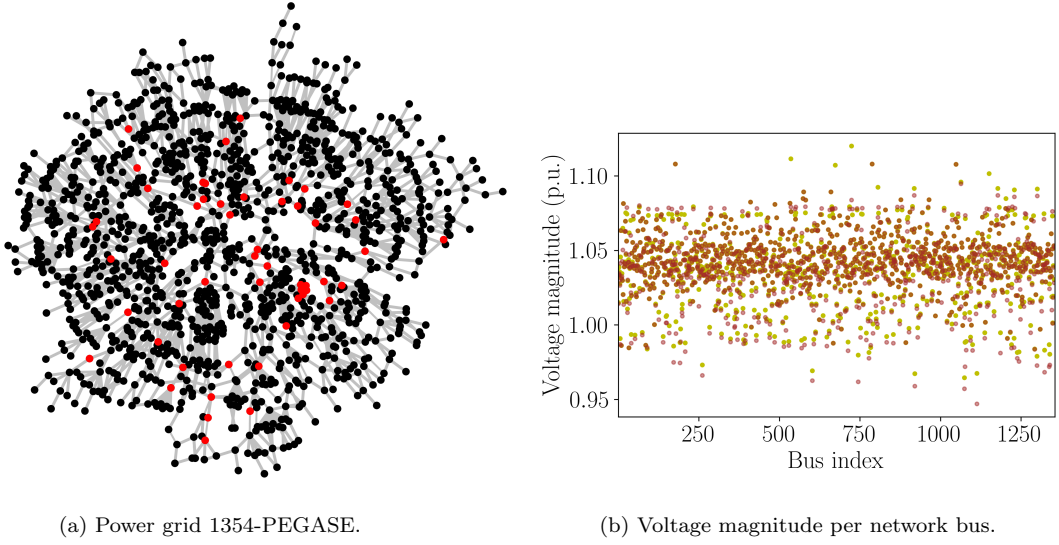 1.10
1.05
1.00
0.95
Voltage magnitude (p.u.)
250 500 750 1000 1250
Bus index
(a) Power grid 1354-PEGASE.
(b) Voltage magnitude per network bus.